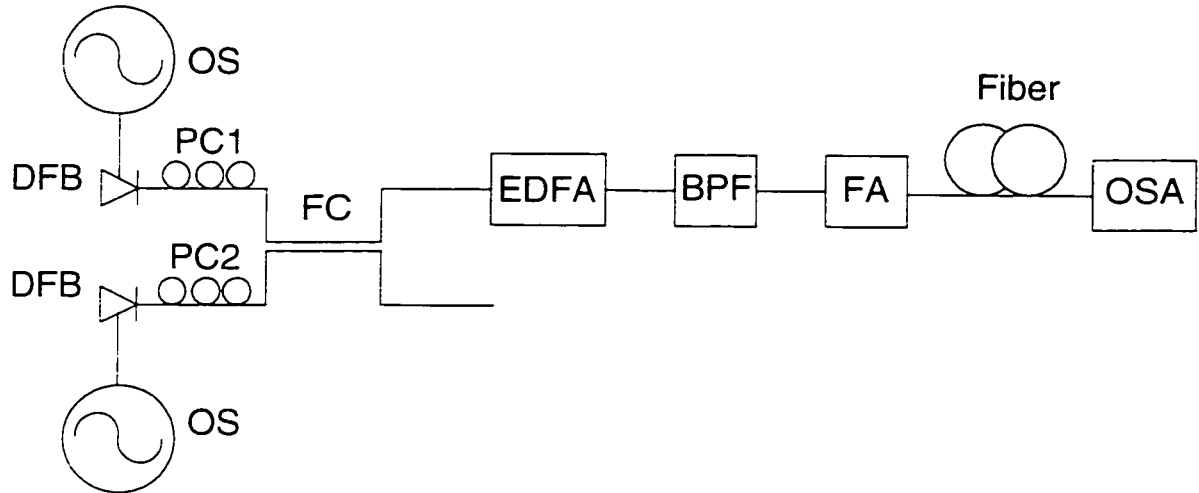 OS
Fiber
PC1
DFB
FC
EDFA
BPF
FA
OSA
PC2
DFB
OS